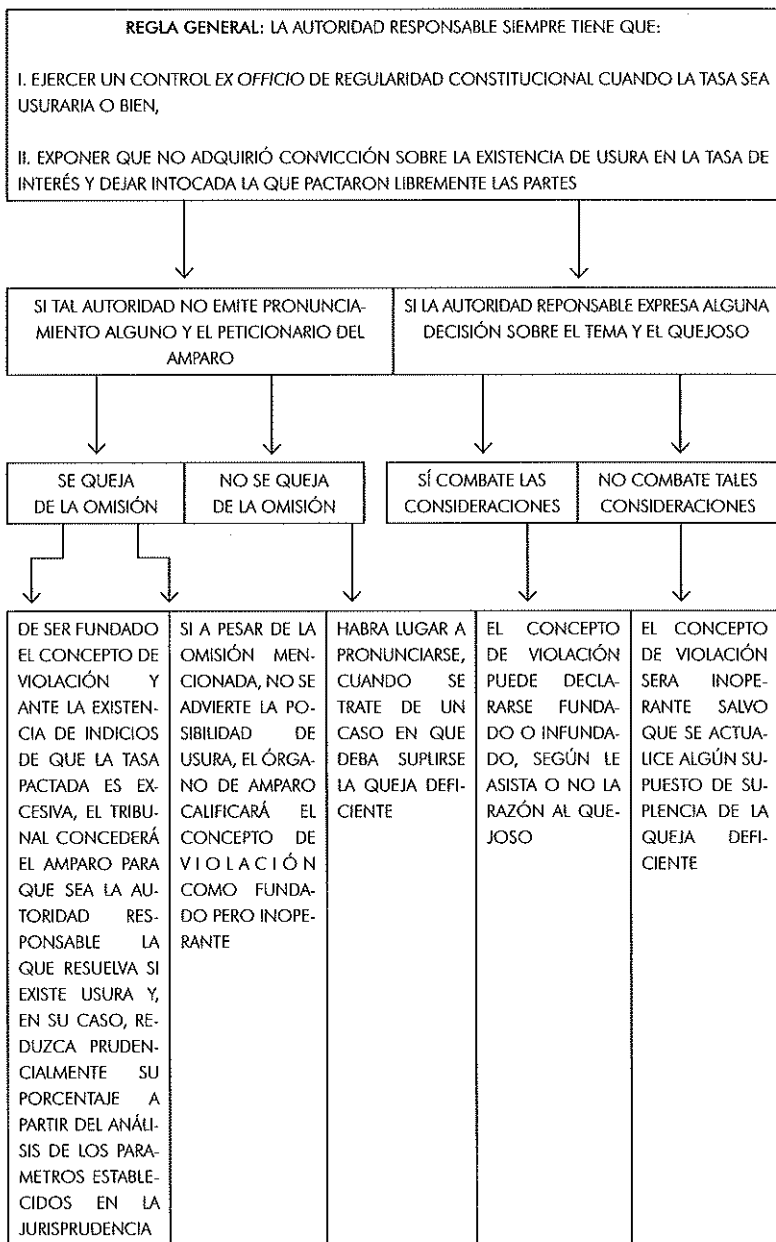 REGLA GENERAL: LA AUTORIDAD RESPONSABLE SIEMPRE TIENE QUE:
I. EJERCER UN CONTROL EX OFFICIO DE REGULARIDAD CONSTITUCIONAL CUANDO LA TASA SEA
USURARIA O BIEN,
II. EXPONER QUE NO ADQUIRIÓ CONVICCIÓN SOBRE LA EXISTENCIA DE USURA EN LA TASA DE
INTERÉS Y DEJAR INTOCADA LA QUE PACTARON LIBREMENTE LAS PARTES
SI TAL AUTORIDAD NO EMITE PRONUNCIA-
MIENTO ALGUNO Y EL PETICIONARIO DEL
AMPARO
SI LA AUTORIDAD REPONSABLE EXPRESA ALGUNA
DECISIÓN SOBRE EL TEMA Y EL QUEJOSO
SE QUEJA
DE LA OMISIÓN
NO SE QUEJA
DE LA OMISIÓN
SÍ COMBATE LAS
CONSIDERACIONES
NO COMBATE TALES
CONSIDERACIONES
DE SER FUNDADO
EL CONCEPTO DE
VIOLACIÓN Y
ANTE LA EXISTEN-
CIA DE INDICIOS
DE QUE LA TASA
PACTADA ES EX-
CESIVA, EL TRIBU-
NAL CONCEDERÁ
EL AMPARO PARA
QUE SEA LA AU-
TORIDAD RES-
PONSABLE LA
QUE RESUELVA SI
EXISTE USURA Y,
EN SU CASO, RE-
DUZCA PRUDEN-
CIALMENTE SU
PORCENTAJE A
PARTIR DEL ANÁLI-
SIS DE LOS PARA-
METROS ESTABLE-
CIDOS EN LA
JURISPRUDENCIA
SI A PESAR DE LA
OMISIÓN MEN-
CIONADA, NO SE
ADVIERTE LA PO-
SIBILIDAD DE
USURA, EL ÓRGA-
NO DE AMPARO
CALIFICARÁ EL
CONCEPTO DE
VIOLACIÓN
COMO FUNDA-
DO PERO INOPE-
RANTE
HABRA LUGAR A
PRONUNCIARSE,
CUANDO SE
TRATE DE UN
CASO EN QUE
DEBA SUPLIRSE
LA QUEJA DEFI-
CIENTE
EL CONCEPTO
DE VIOLACIÓN
PUEDE DECLA-
RARSE FUNDA-
DO O INFUNDA-
DO, SEGÚN LE
ASISTA O NO LA
RAZÓN AL QUE-
JOSO
EL CONCEPTO
DE VIOLACIÓN
SERA INOPE-
RANTE SALVO
QUE SE ACTUA-
LICE ALGÚN SU-
PUESTO DE SU-
PLENCIA DE LA
QUEJA DEFI-
CIENTE